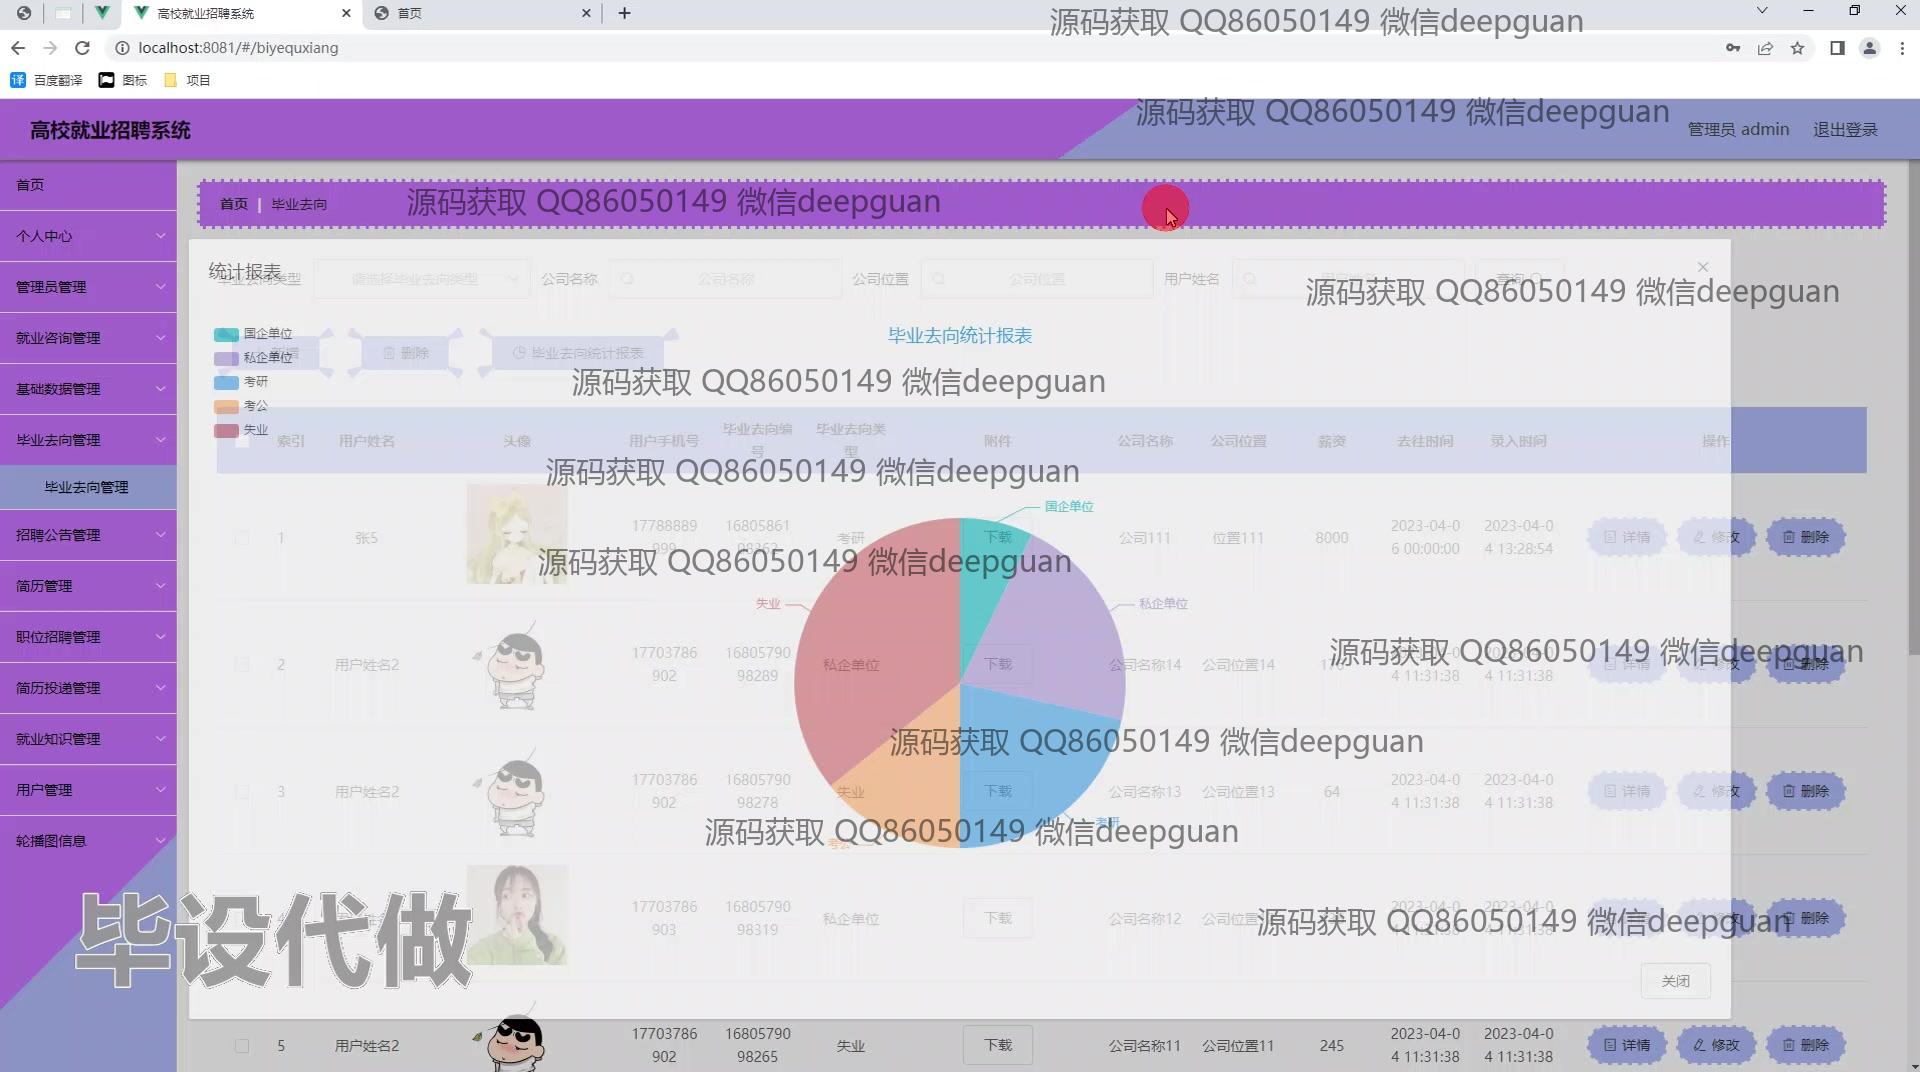 高校就业招聘系统
首页
localhost:8081/#/biyequxiang
百度翻译
图标
项目
源码获取 QQ86050149 微信deepguan
高校就业招聘系统
源码获取 QQ86050149 微信deepguan
管理员 admin
退出登录
首页
个人中心
管理员管理
就业咨询管理
基础数据管理
毕业去向管理
毕业去向管理
招聘公告管理
简历管理
职位招聘管理
简历投递管理
就业知识管理
用户管理
轮播图信息
首页 | 毕业去向
源码获取 QQ86050149 微信deepguan
统计报表
毕业去向类型 请选择毕业去向类型 公司名称 公司名称 公司位置 公司位置 用户姓名
源码获取 QQ86050149 微信deepguan
国企单位
私企单位
考研
考公
失业
删除
毕业去向统计报表
毕业去向统计报表
源码获取 QQ86050149 微信deepguan
索引 用户姓名 头像 用户手机号 毕业去向编号 毕业去向类型 附件 公司名称 公司位置 薪资 去往时间 录入时间 操作
源码获取 QQ86050149 微信deepguan
国企单位
私企单位
失业
1 张5 17788889999 1680586198362 考研 下载 公司111 位置111 8000 2023-04-06 00:00:00 2023-04-04 13:28:54 详情 修改 删除
源码获取 QQ86050149 微信deepguan
2 用户姓名2 17703786902 1680579098289 私企单位 下载 公司名称14 公司位置14 4 11:31:38 4 11:31:38 详情 修改 删除
源码获取 QQ86050149 微信deepguan
源码获取 QQ86050149 微信deepguan
3 用户姓名2 17703786902 1680579098278 失业 下载 公司名称13 公司位置13 64 2023-04-04 11:31:38 2023-04-04 11:31:38 详情 修改 删除
考研
考公
源码获取 QQ86050149 微信deepguan
17703786903 1680579098319 私企单位 下载 公司名称12 删除
源码获取 QQ86050149 微信deepguan
毕设代做
关闭
5 用户姓名2 17703786902 1680579098265 失业 下载 公司名称11 公司位置11 245 2023-04-04 11:31:38 2023-04-04 11:31:38 详情 修改 删除